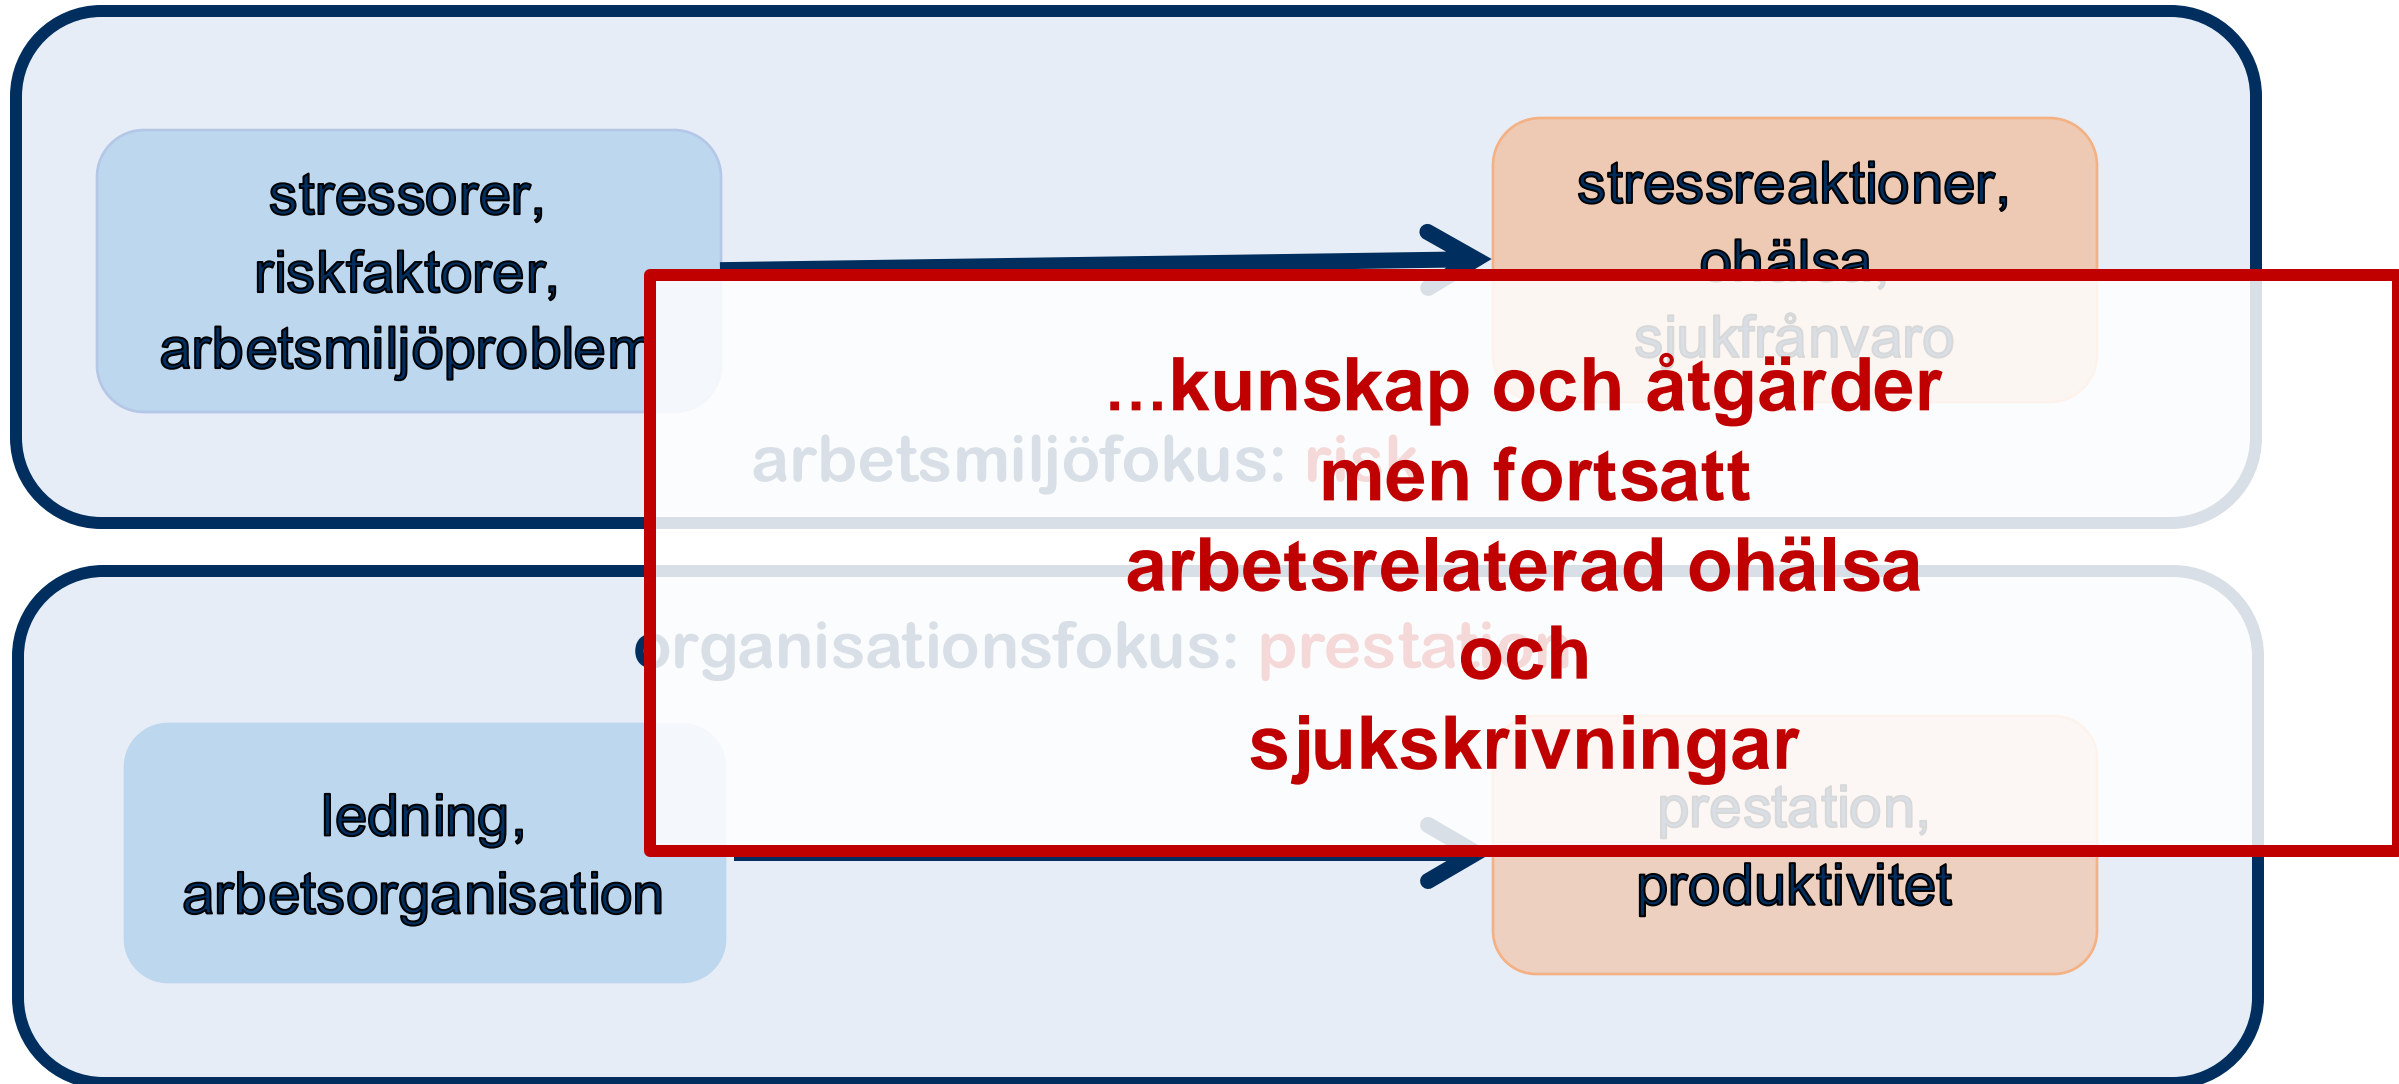 stressorer,
riskfaktorer,
arbetsmiljöproblem
stressreaktioner,
ohälsa,
sjukfrånvaro
arbetsmiljöfokus: risk
…kunskap och åtgärder
men fortsatt
arbetsrelaterad ohälsa
och
sjukskrivningar
organisationsfokus: prestation
ledning,
arbetsorganisation
prestation,
produktivitet